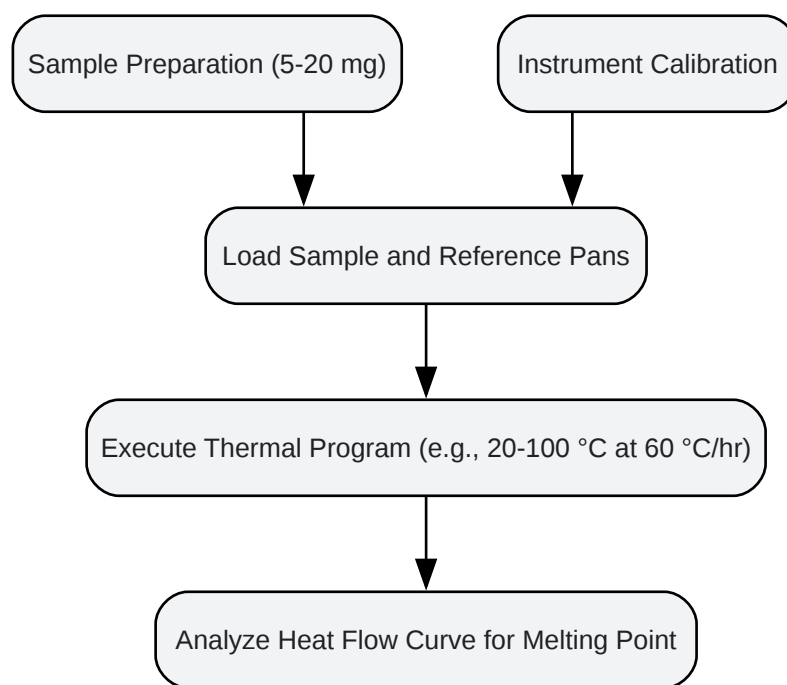 Sample Preparation (5-20 mg)
Instrument Calibration
Load Sample and Reference Pans
Execute Thermal Program (e.g., 20-100 °C at 60 °C/hr)
Analyze Heat Flow Curve for Melting Point